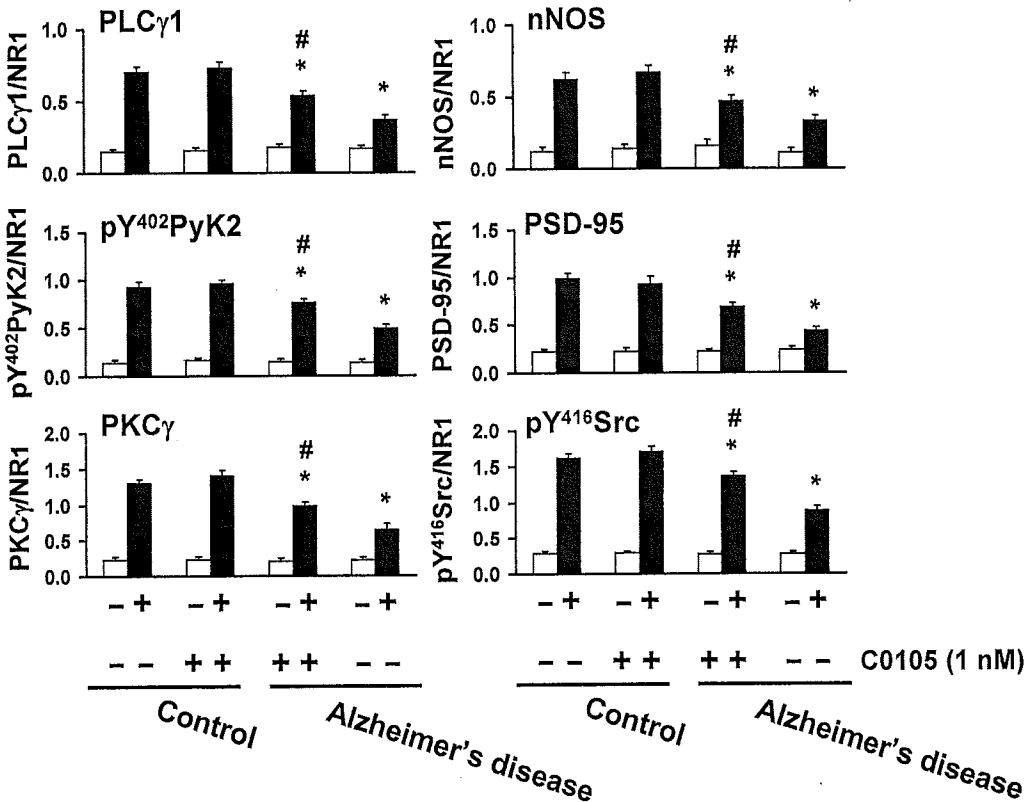 PLCγ1
PLCγ1/NR1
1.0
0.5
0.0
#
*
*
nNOS
nNOS/NR1
1.0
0.5
0.0
#
*
*
pY⁴⁰²PyK2
pY⁴⁰²PyK2/NR1
1.5
1.0
0.5
0.0
#
*
*
PSD-95
PSD-95/NR1
1.5
1.0
0.5
0.0
#
*
*
PKCγ
PKCγ/NR1
2.0
1.5
1.0
0.5
0.0
#
*
*
pY⁴¹⁶Src
pY⁴¹⁶Src/NR1
2.0
1.5
1.0
0.5
0.0
#
*
*
− + − + − + − + − + − + − + − +
− − + + + + − − − − + + + + − − C0105 (1 nM)
Control
Alzheimer's disease
Control
Alzheimer's disease